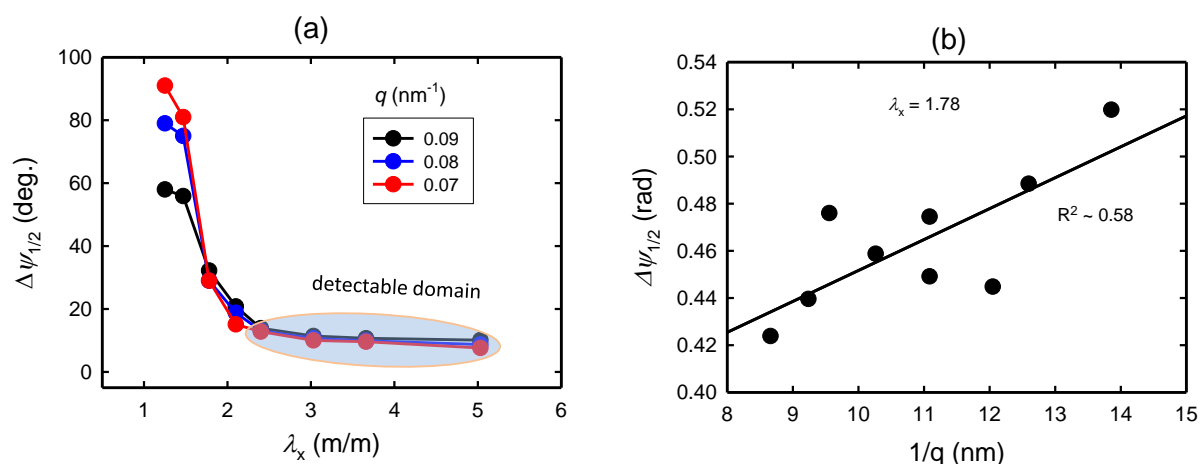 (a)
100
80
60
40
20
0
Δψ1/2 (deg.)
q (nm-1)
0.09
0.08
0.07
detectable domain
1 2 3 4 5 6
λx (m/m)
(b)
0.54
0.52
0.50
0.48
0.46
0.44
0.42
0.40
Δψ1/2 (rad)
λx = 1.78
R2 ~ 0.58
8 9 10 11 12 13 14 15
1/q (nm)